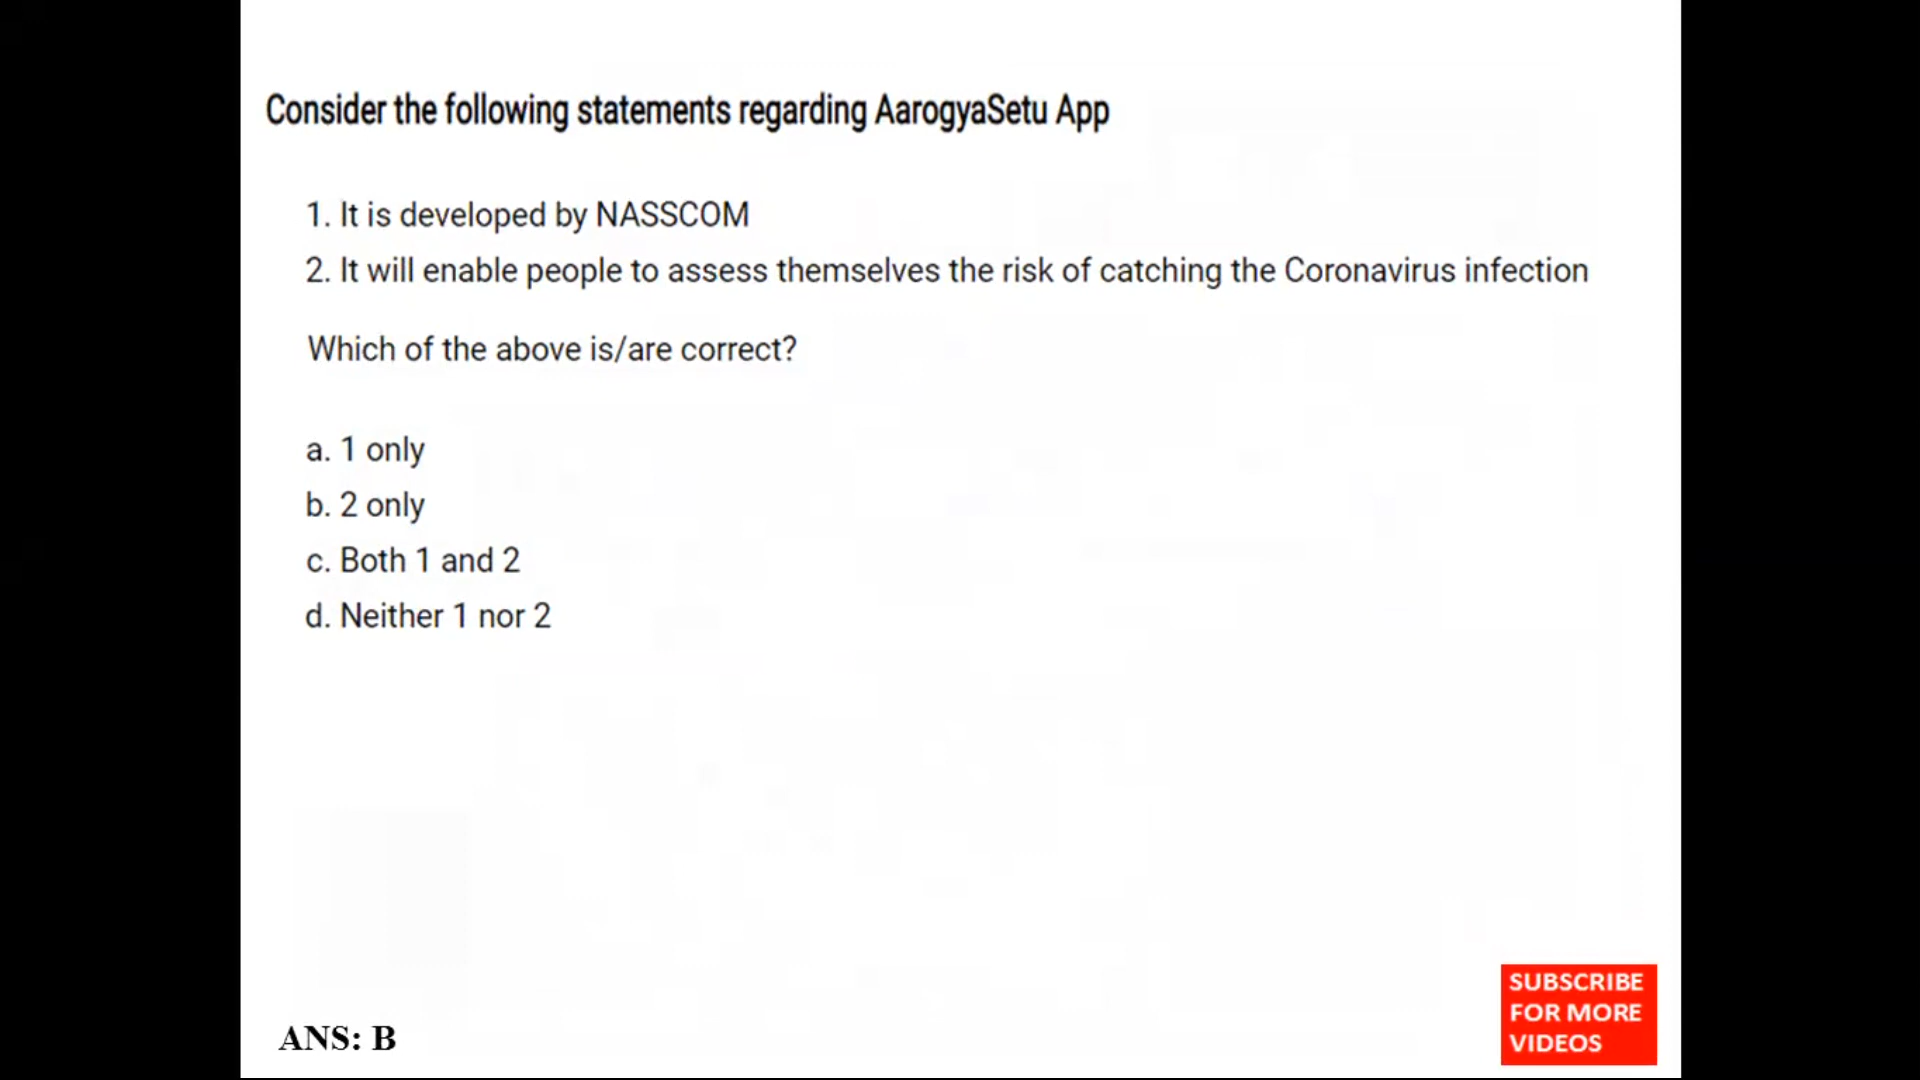 Consider the following statements regarding AarogyaSetu App
1. It is developed by NASSCOM
2. It will enable people to assess themselves the risk of catching the Coronavirus infection
Which of the above is/are correct?
a. 1 only
b. 2 only
c. Both 1 and 2
d. Neither 1 nor 2
ANS: B
SUBSCRIBE
FOR MORE
VIDEOS